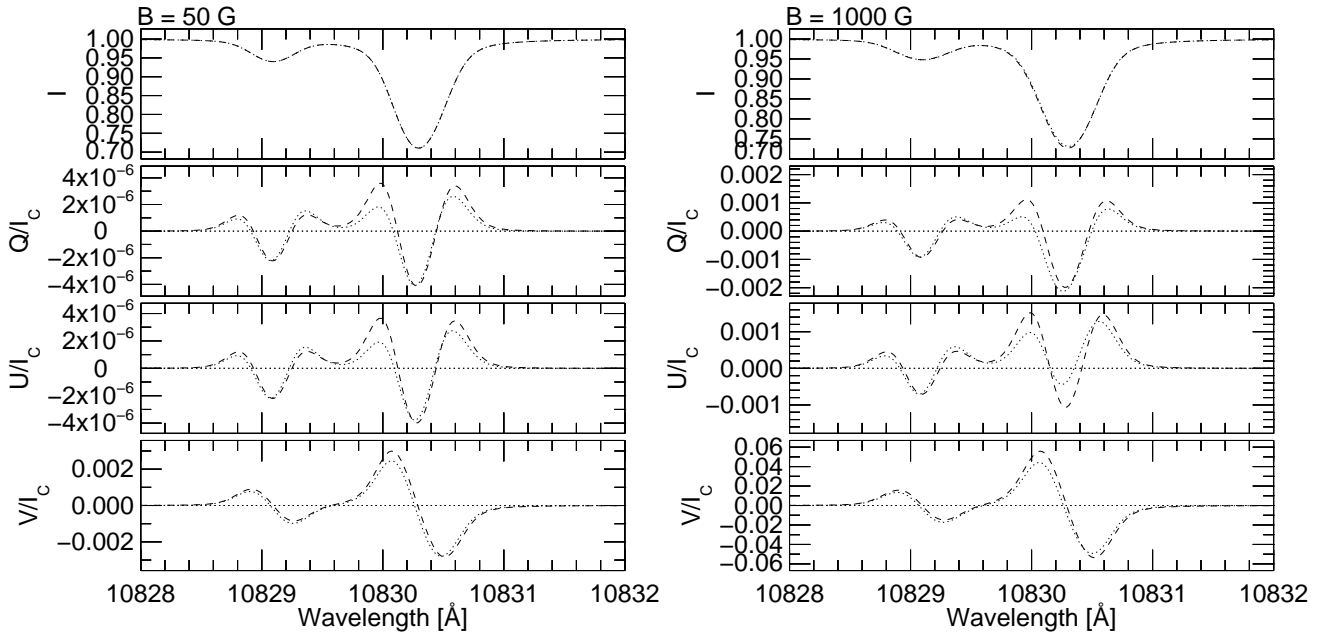 B = 50 G
I
1.00
0.95
0.90
0.85
0.80
0.75
0.70
Q/I_C
4x10⁻⁶
2x10⁻⁶
0
−2x10⁻⁶
−4x10⁻⁶
U/I_C
4x10⁻⁶
2x10⁻⁶
0
−2x10⁻⁶
−4x10⁻⁶
V/I_C
0.002
0.000
−0.002
10828 10829 10830 10831 10832
Wavelength [Å]
B = 1000 G
I
1.00
0.95
0.90
0.85
0.80
0.75
0.70
Q/I_C
0.002
0.001
0.000
−0.001
−0.002
U/I_C
0.001
0.000
−0.001
V/I_C
0.06
0.04
0.02
0.00
−0.02
−0.04
−0.06
10828 10829 10830 10831 10832
Wavelength [Å]